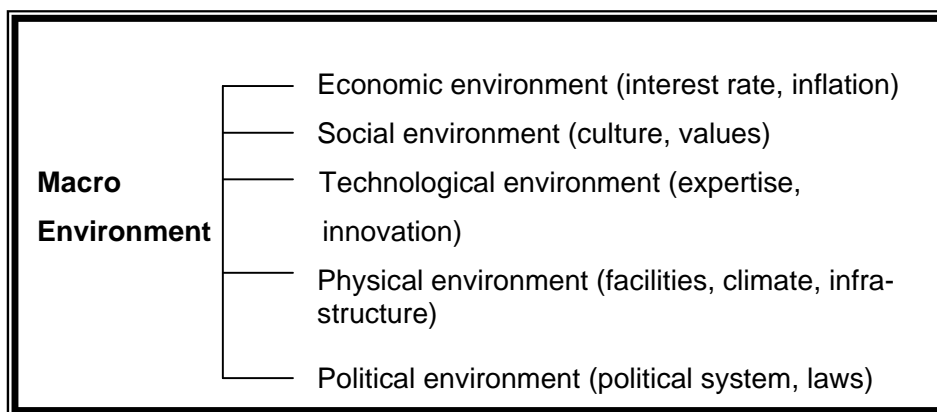 Economic environment (interest rate, inflation)
Social environment (culture, values)
Macro
Environment
Technological environment (expertise,
innovation)
Physical environment (facilities, climate, infra-
structure)
Political environment (political system, laws)